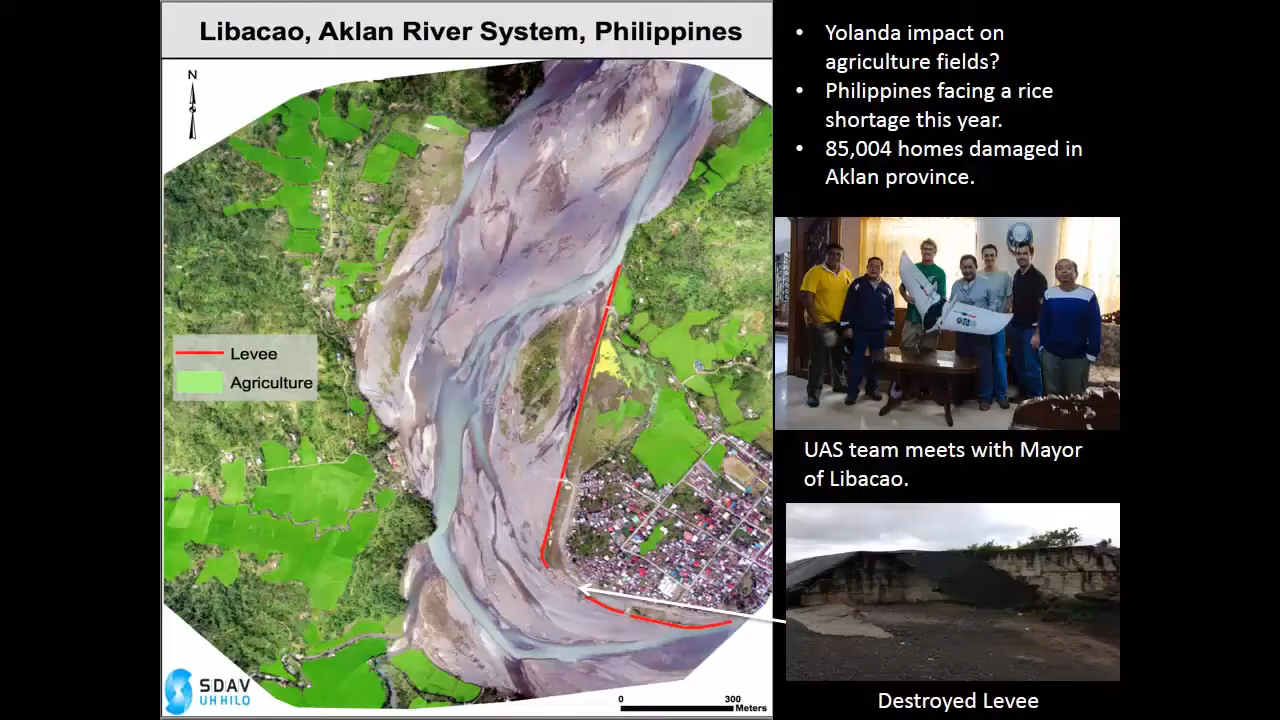 Libacao, Aklan River System, Philippines
N
Levee
Agriculture
SDAV
UH HILO
0
300
Meters
• Yolanda impact on
agriculture fields?
• Philippines facing a rice
shortage this year.
• 85,004 homes damaged in
Aklan province.
UAS team meets with Mayor
of Libacao.
Destroyed Levee